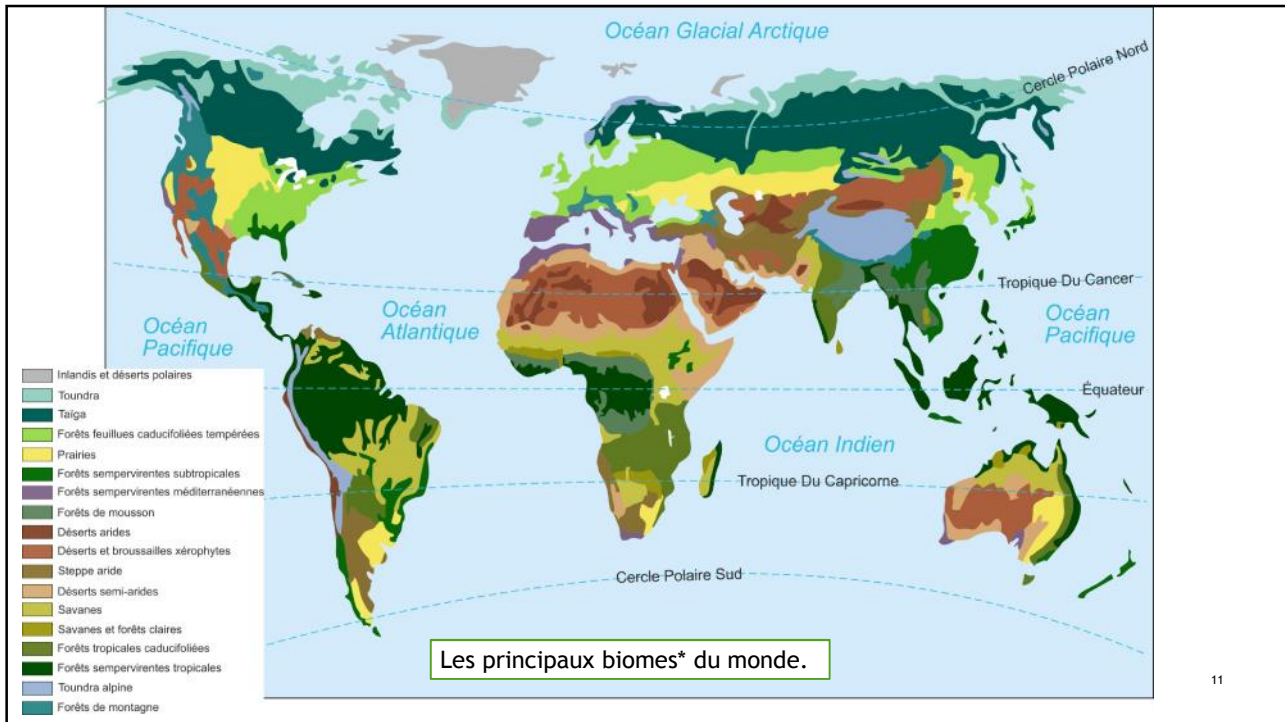 Océan Glacial Arctique
Cercle Polaire Nord
Tropique Du Cancer
Océan
Atlantique
Océan
Pacifique
Océan
Pacifique
Équateur
Océan Indien
Tropique Du Capricorne
Cercle Polaire Sud
Inlandis et déserts polaires
Toundra
Taïga
Forêts feuillues caducifoliées tempérées
Prairies
Forêts sempervirentes subtropicales
Forêts sempervirentes méditerranéennes
Forêts de mousson
Déserts arides
Déserts et broussailles xérophytes
Steppe aride
Déserts semi-arides
Savanes
Savanes et forêts claires
Forêts tropicales caducifoliées
Forêts sempervirentes tropicales
Toundra alpine
Forêts de montagne
Les principaux biomes* du monde.
11